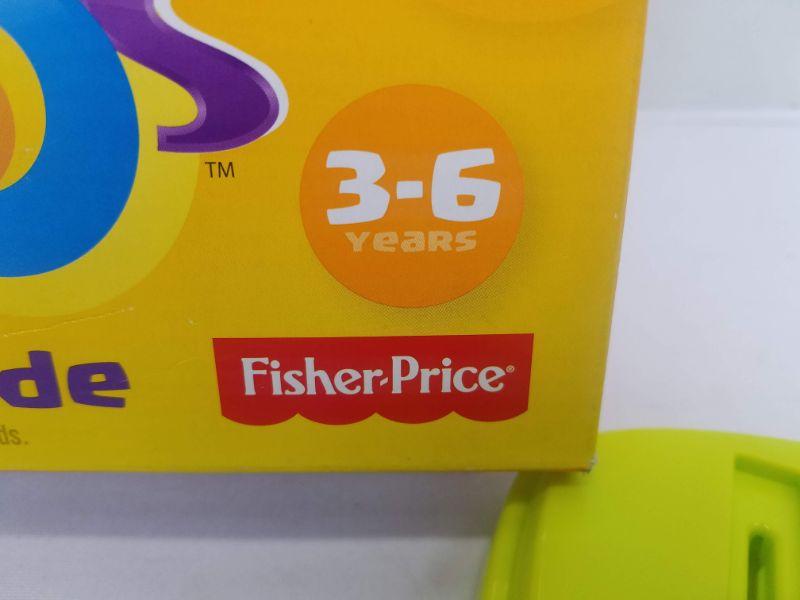 TM
3-6
YeaRS
de
Fisher-Price®
ds.